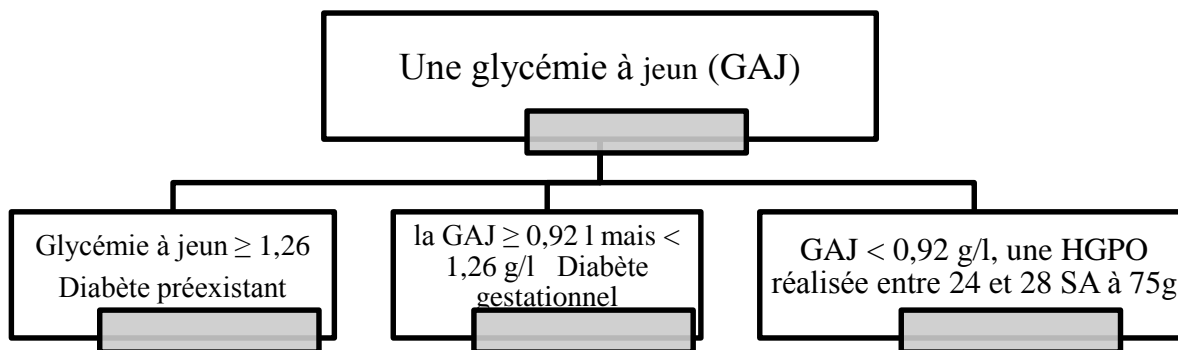 Une glycémie à jeun (GAJ)
Glycémie à jeun ≥ 1,26
Diabète préexistant
la GAJ ≥ 0,92 l mais <
1,26 g/l Diabète
gestationnel
GAJ < 0,92 g/l, une HGPO
réalisée entre 24 et 28 SA à 75g